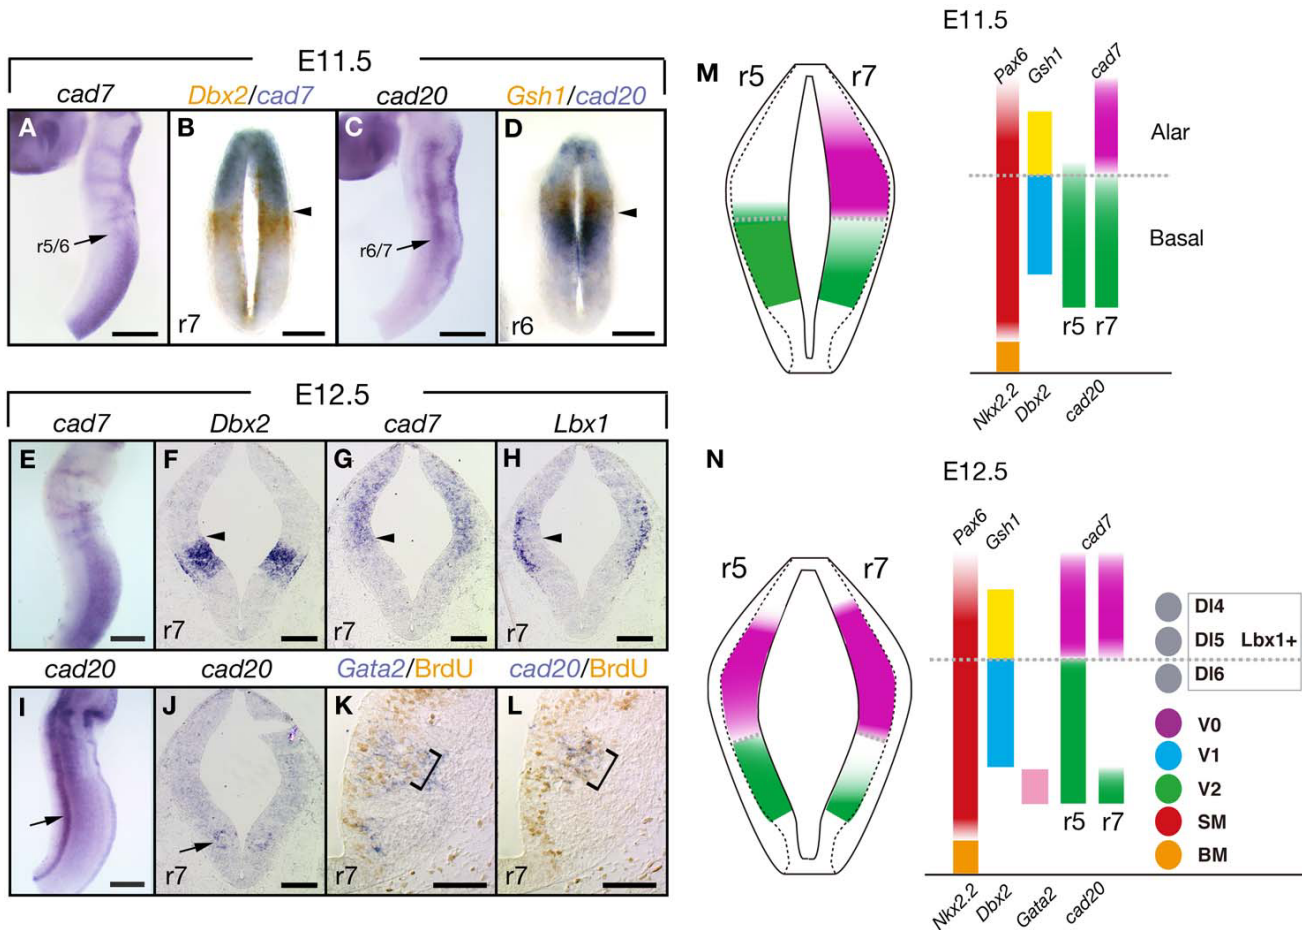 E11.5
cad7
Dbx2/cad7
cad20
Gsh1/cad20
A
B
C
D
r5/6
r6/7
r7
r6
E12.5
cad7
Dbx2
cad7
Lbx1
E
F
G
H
r7
r7
r7
cad20
cad20
Gata2/BrdU
cad20/BrdU
I
J
K
L
r7
r7
r7
M
r5
r7
E11.5
Pax6
Gsh1
cad7
Alar
Basal
r5
r7
Nkx2.2
Dbx2
cad20
N
r5
r7
E12.5
Pax6
Gsh1
cad7
DI4
DI5 Lbx1+
DI6
V0
V1
V2
SM
BM
r5
r7
Nkx2.2
Dbx2
Gata2
cad20